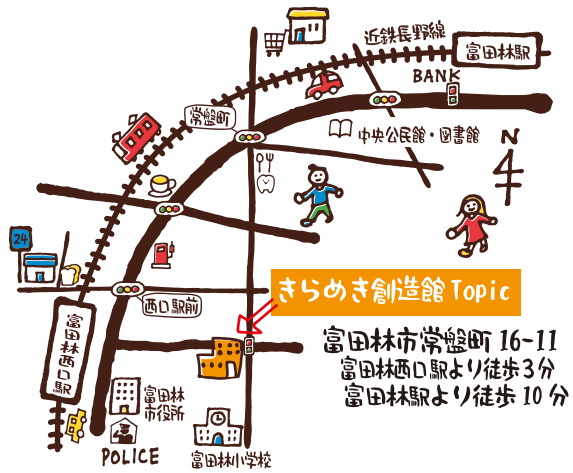 近鉄長野線
富田林駅
BANK
常盤町
中央公民館・図書館
N
24
西口駅前
きらめき創造館 Topic
富田林西口駅
富田林市常盤町16-11
富田林西口駅より徒歩3分
富田林駅より徒歩10分
富田林
市役所
POLICE
富田林小学校